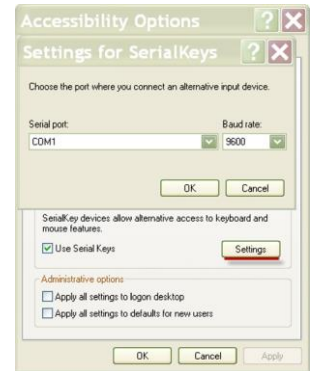 Accessibility Options
Settings for SerialKeys
Choose the port where you connect an alternative input device.
Serial port:
Baud rate:
COM1
9600
OK
Cancel
SerialKey devices allow alternative access to keyboard and
mouse features.
Use Serial Keys
Settings
Administrative options
Apply all settings to logon desktop
Apply all settings to defaults for new users
OK
Cancel
Apply